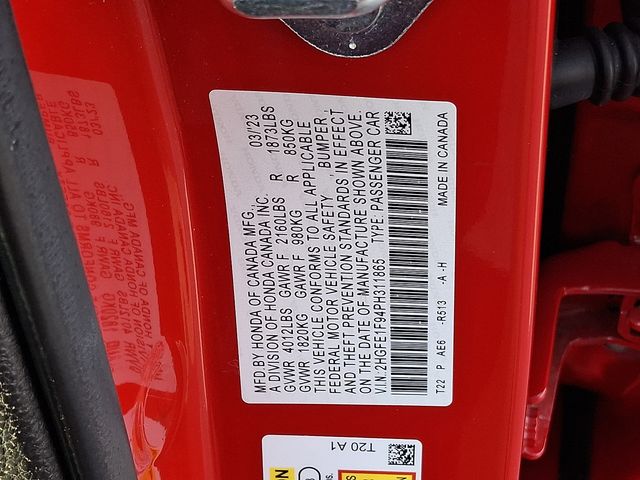 MFD.BY HONDA OF CANADA MFG. 03/'23
A DIVISION OF HONDA CANADA INC.
GVWR 4012LBS GAWR F 2160LBS R 1873LBS
GVWR 1820KG GAWR F 980KG R 850KG
THIS VEHICLE CONFORMS TO ALL APPLICABLE
FEDERAL MOTOR VEHICLE SAFETY, BUMPER,
AND THEFT PREVENTION STANDARDS IN EFFECT
ON THE DATE OF MANUFACTURE SHOWN ABOVE.
V.I.N: 2HGFE1F94PH311865 TYPE: PASSENGER CAR
T22 P AE6 -R513 -A -H MADE IN CANADA
T20 A1